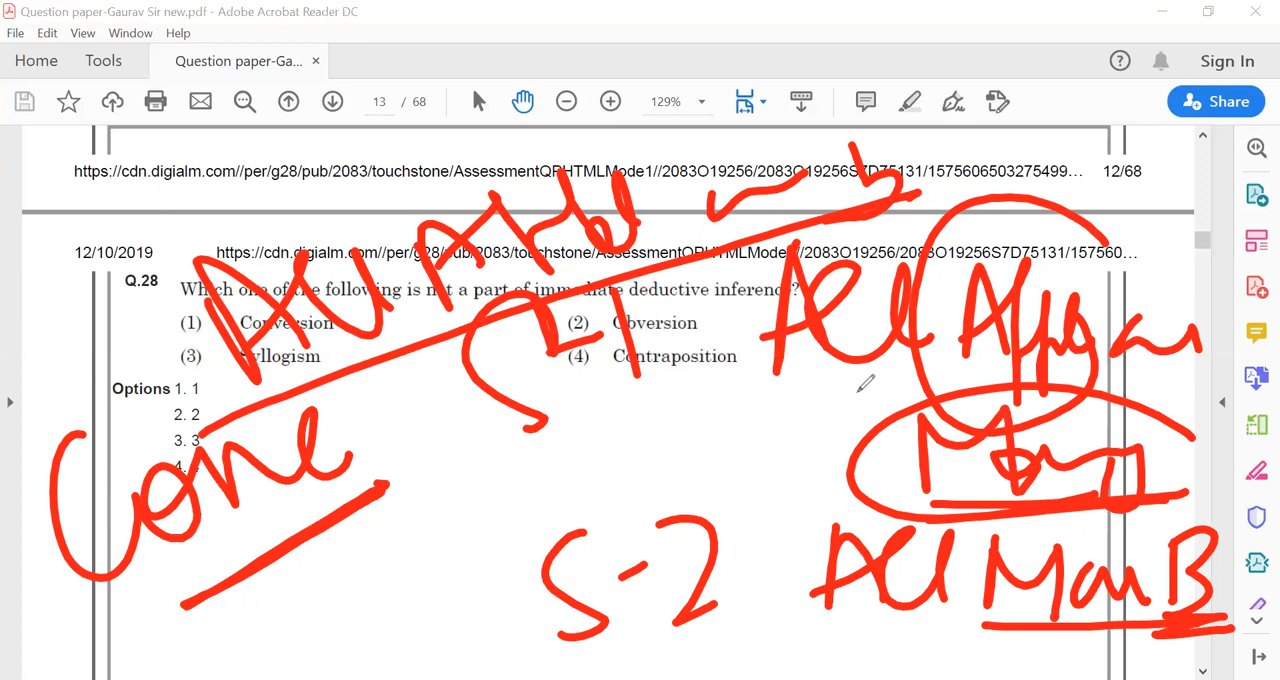 Question paper-Gaurav Sir new.pdf - Adobe Acrobat Reader DC
File Edit View Window Help
Home Tools Question paper-Ga... × Sign In
13 / 68 129% Share
https://cdn.digialm.com//per/g28/pub/2083/touchstone/AssessmentQPHTMLMode1//2083O19256/2083O19256S7D75131/1575606503275499… 12/68
12/10/2019 https://cdn.digialm.com//per/g28/pub/2083/touchstone/AssessmentQPHTMLMode1//2083O19256/2083O19256S7D75131/157560…
Q.28 Which one of the following is not a part of immediate deductive inference?
(1) Conversion (2) Obversion
(3) Syllogism (4) Contraposition
Options 1. 1
2. 2
3. 3
4. 4
All
S-1 All
S-2 All Man B